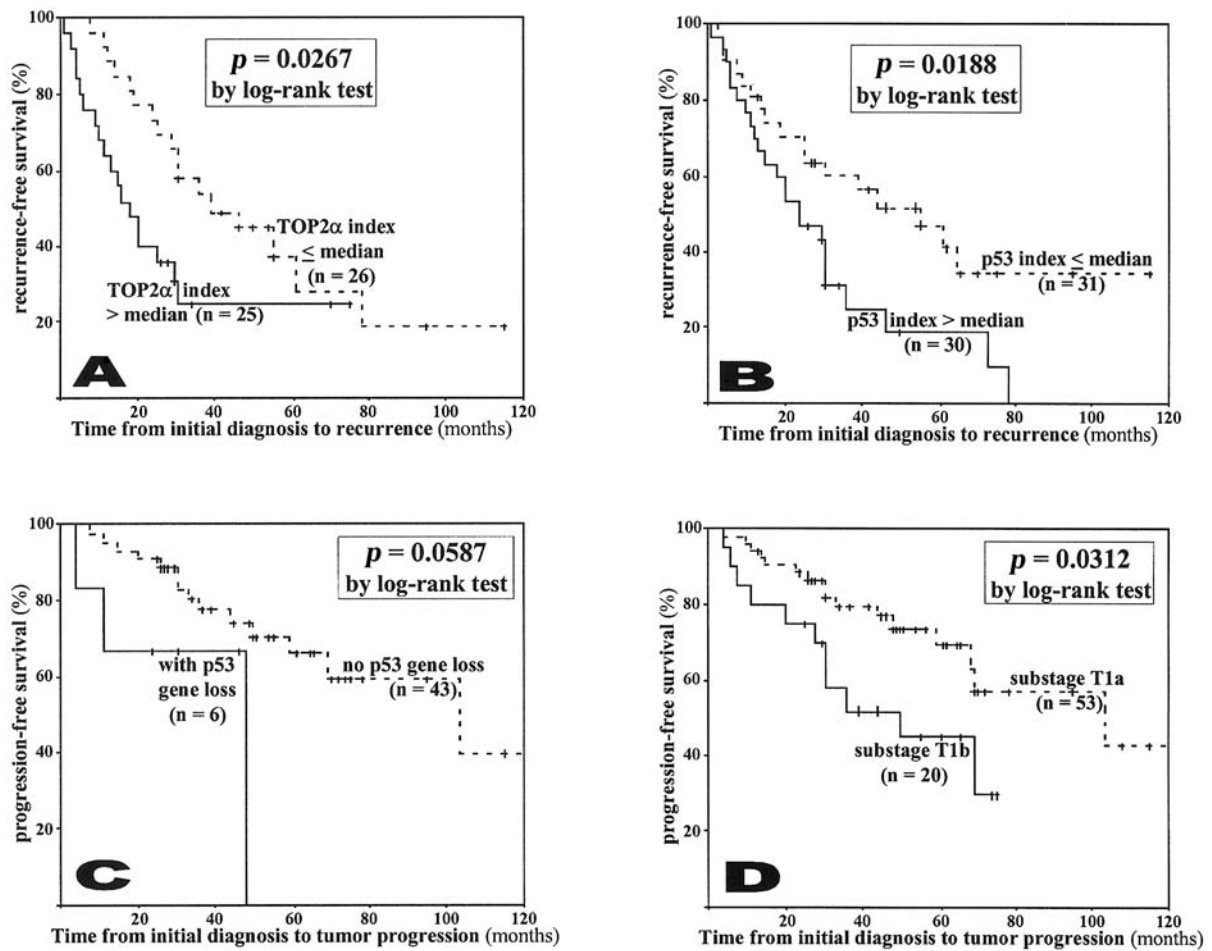 100
80
60
40
20
recurrence-free survival (%)
p = 0.0267
by log-rank test
TOP2α index
≤ median
(n = 26)
TOP2α index
> median (n = 25)
A
20 40 60 80 100 120
Time from initial diagnosis to recurrence (months)
100
80
60
40
20
recurrence-free survival (%)
p = 0.0188
by log-rank test
p53 index ≤ median
(n = 31)
p53 index > median
(n = 30)
B
20 40 60 80 100 120
Time from initial diagnosis to recurrence (months)
100
80
60
40
20
progression-free survival (%)
p = 0.0587
by log-rank test
with p53
gene loss
(n = 6)
no p53 gene loss
(n = 43)
C
20 40 60 80 100 120
Time from initial diagnosis to tumor progression (months)
100
80
60
40
20
progression-free survival (%)
p = 0.0312
by log-rank test
substage T1a
(n = 53)
substage T1b
(n = 20)
D
20 40 60 80 100 120
Time from initial diagnosis to tumor progression (months)